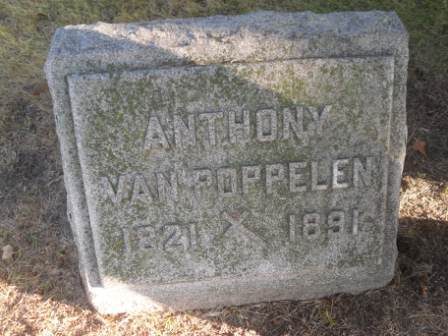 ANTHONY
VAN POPPELEN
1821 1891